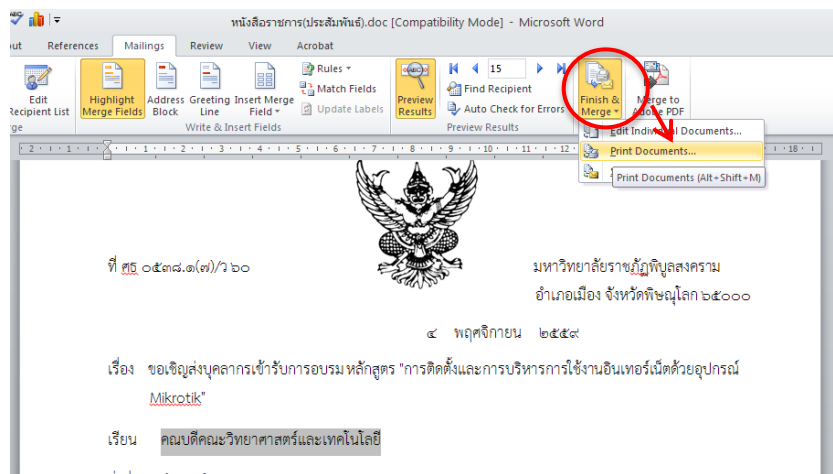 หนังสือราชการ(ประสัมพันธ์).doc [Compatibility Mode] - Microsoft Word
References Mailings Review View Acrobat
Rules
15
Edit
Recipient List
Highlight
Merge Fields
Address
Block
Greeting
Line
Insert Merge
Field
Match Fields
Update Labels
Preview
Results
Find Recipient
Auto Check for Errors
Finish &
Merge
Merge to
Adobe PDF
Write & Insert Fields
Preview Results
Edit Individual Documents...
Print Documents...
Print Documents (Alt+Shift+M)
ที่ ศธ ๐๕๓๘.๑(๗)/ว ๖๐
มหาวิทยาลัยราชภัฏพิบูลสงคราม
อำเภอเมือง จังหวัดพิษณุโลก ๖๕๐๐๐
๔ พฤศจิกายน ๒๕๕๙
เรื่อง ขอเชิญส่งบุคลากรเข้ารับการอบรม หลักสูตร "การติดตั้งและการบริหารการใช้งานอินเทอร์เน็ตด้วยอุปกรณ์
Mikrotik"
เรียน คณบดีคณะวิทยาศาสตร์และเทคโนโลยี